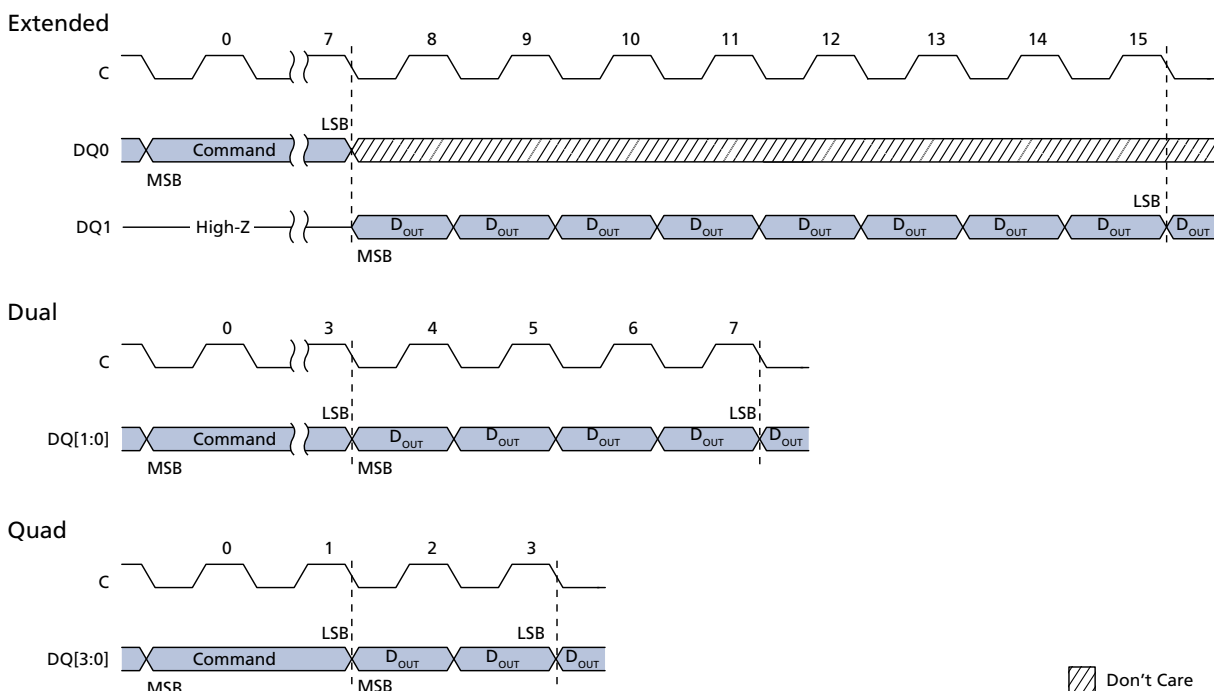 Extended
0 7 8 9 10 11 12 13 14 15
C
LSB
DQ0 Command
MSB
LSB
DQ1 High-Z DOUT DOUT DOUT DOUT DOUT DOUT DOUT DOUT DOUT
MSB
Dual
0 3 4 5 6 7
C
LSB LSB
DQ[1:0] Command DOUT DOUT DOUT DOUT DOUT
MSB MSB
Quad
0 1 2 3
C
LSB LSB
DQ[3:0] Command DOUT DOUT DOUT
Don't Care
MSB MSB